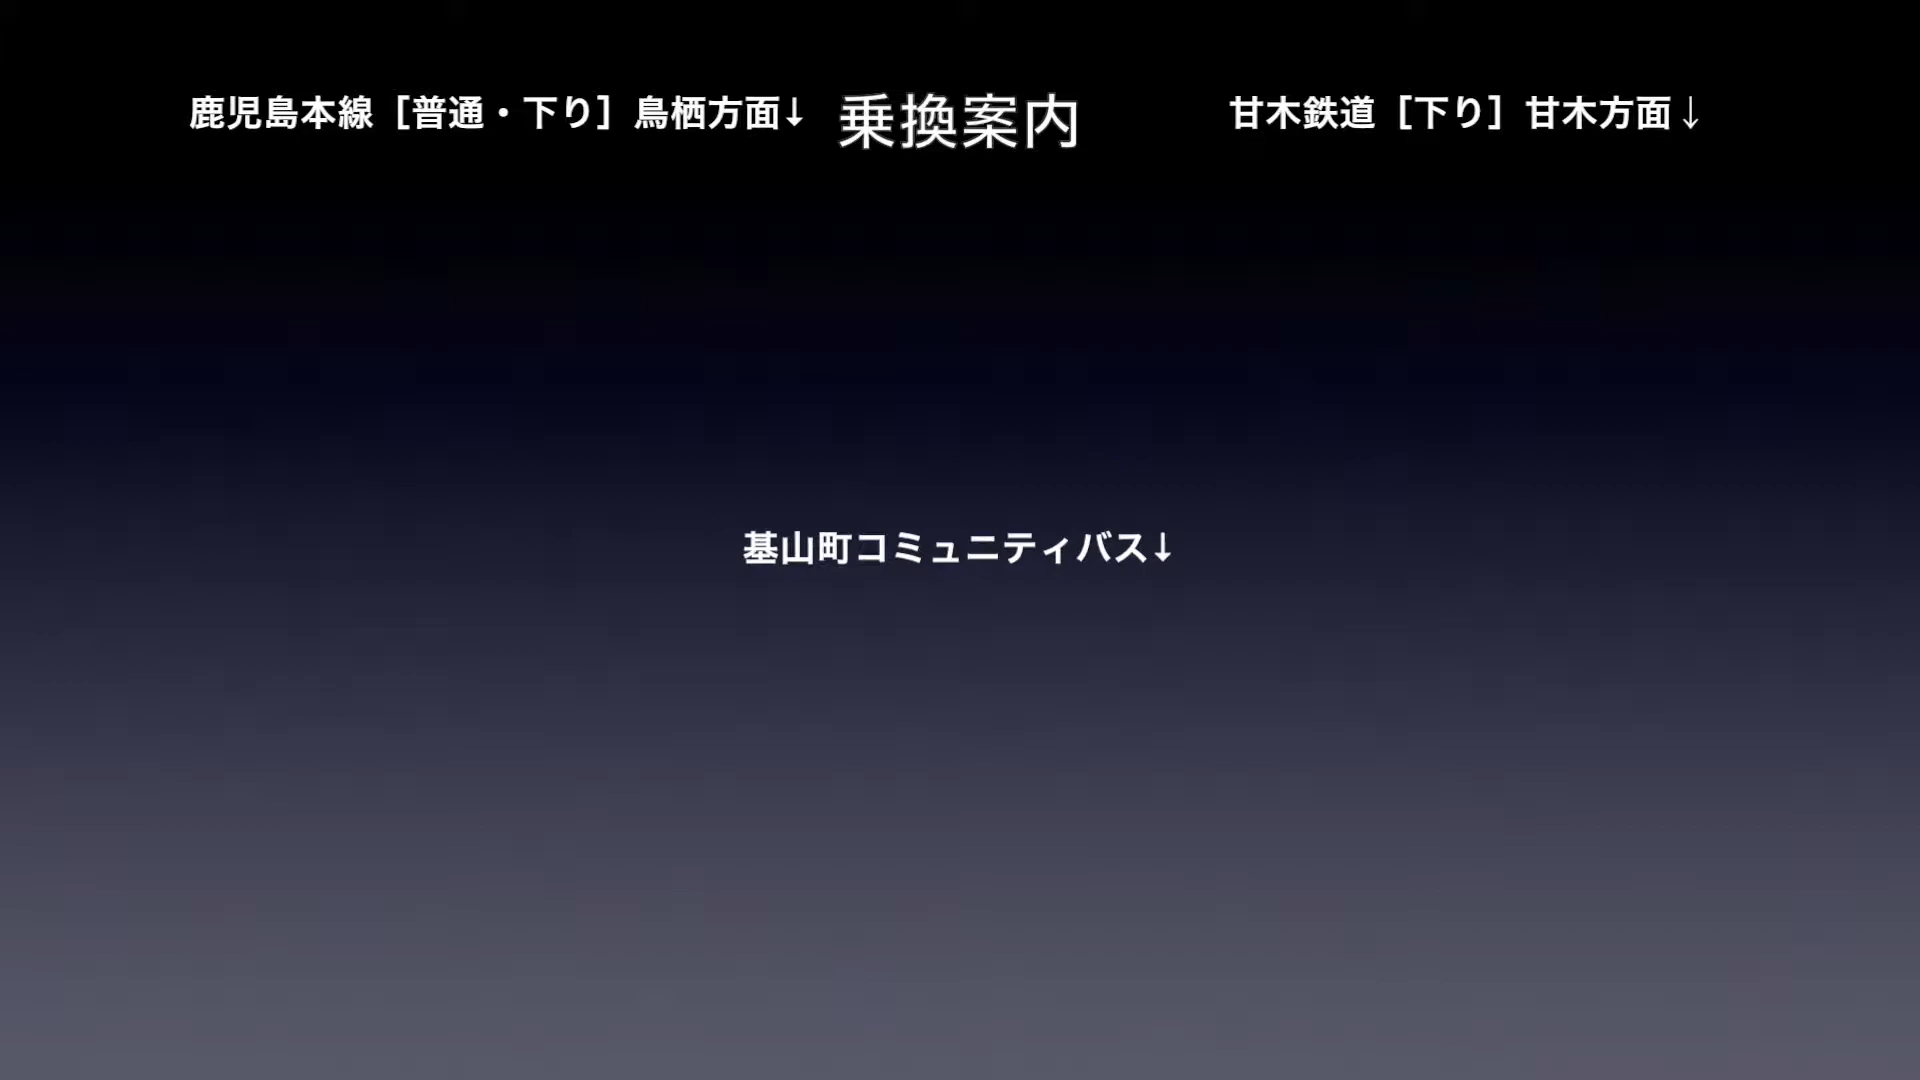 鹿児島本線［普通・下り］鳥栖方面↓
乗換案内
甘木鉄道［下り］甘木方面↓
基山町コミュニティバス↓